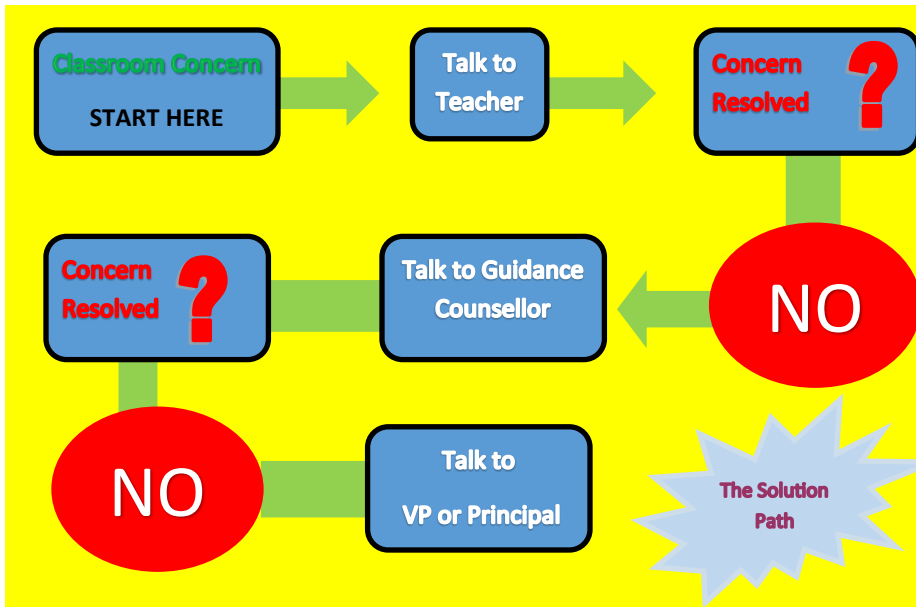 Classroom Concern
START HERE
Talk to
Teacher
Concern
Resolved
?
NO
Talk to Guidance
Counsellor
Concern
Resolved
?
NO
Talk to
VP or Principal
The Solution
Path